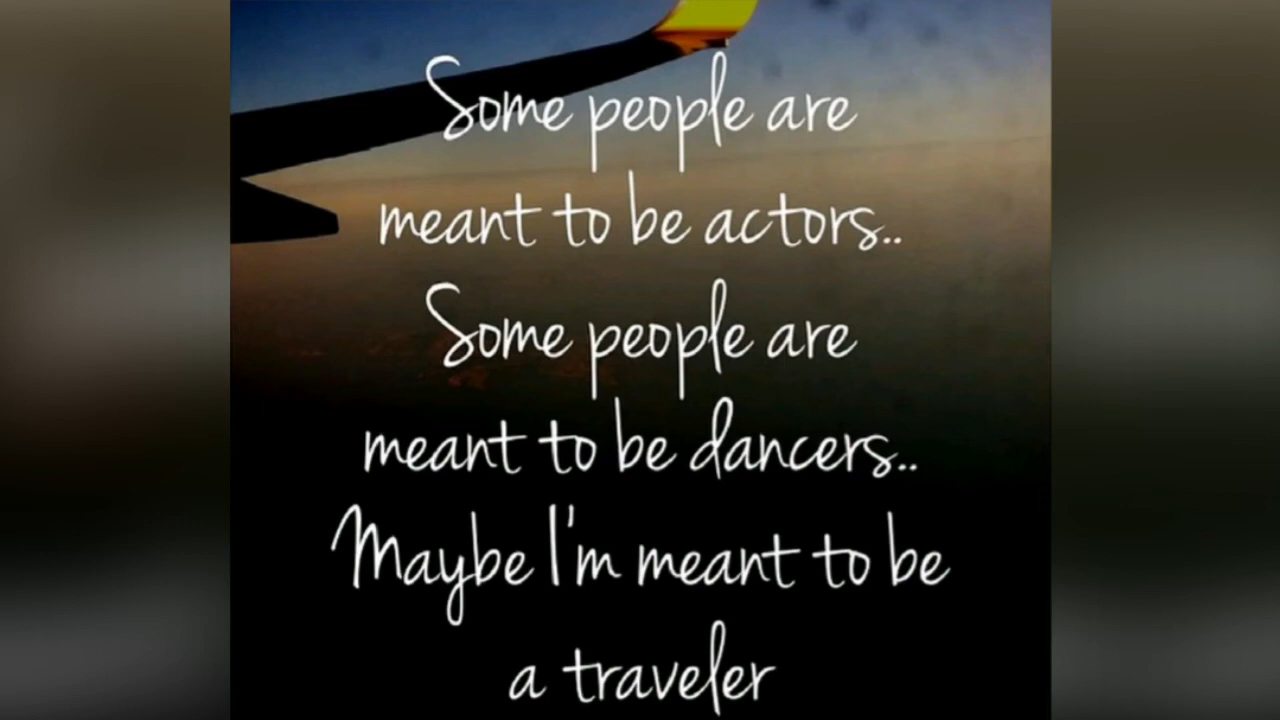 Some people are
meant to be actors..
Some people are
meant to be dancers..
Maybe I'm meant to be
a traveler